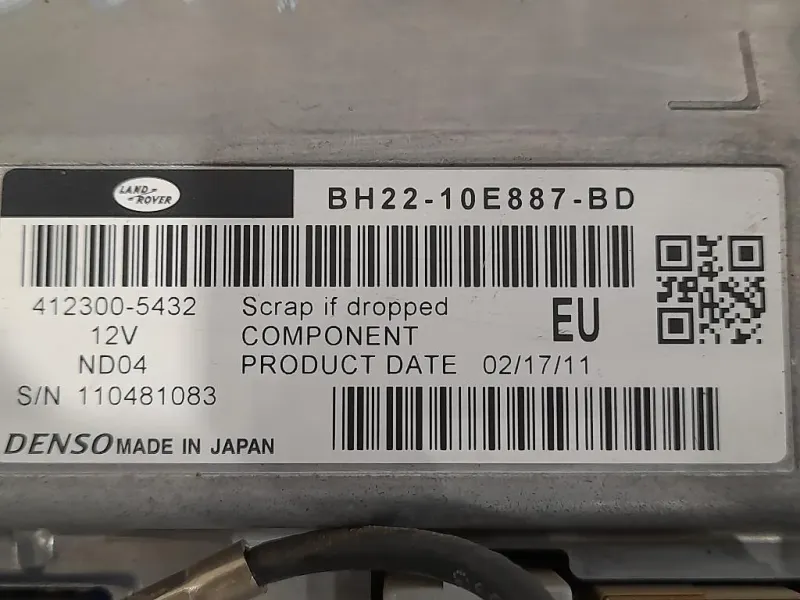 LAND ROVER
BH22-10E887-BD
412300-5432 Scrap if dropped EU
12V COMPONENT
ND04 PRODUCT DATE 02/17/11
S/N 110481083
DENSO MADE IN JAPAN